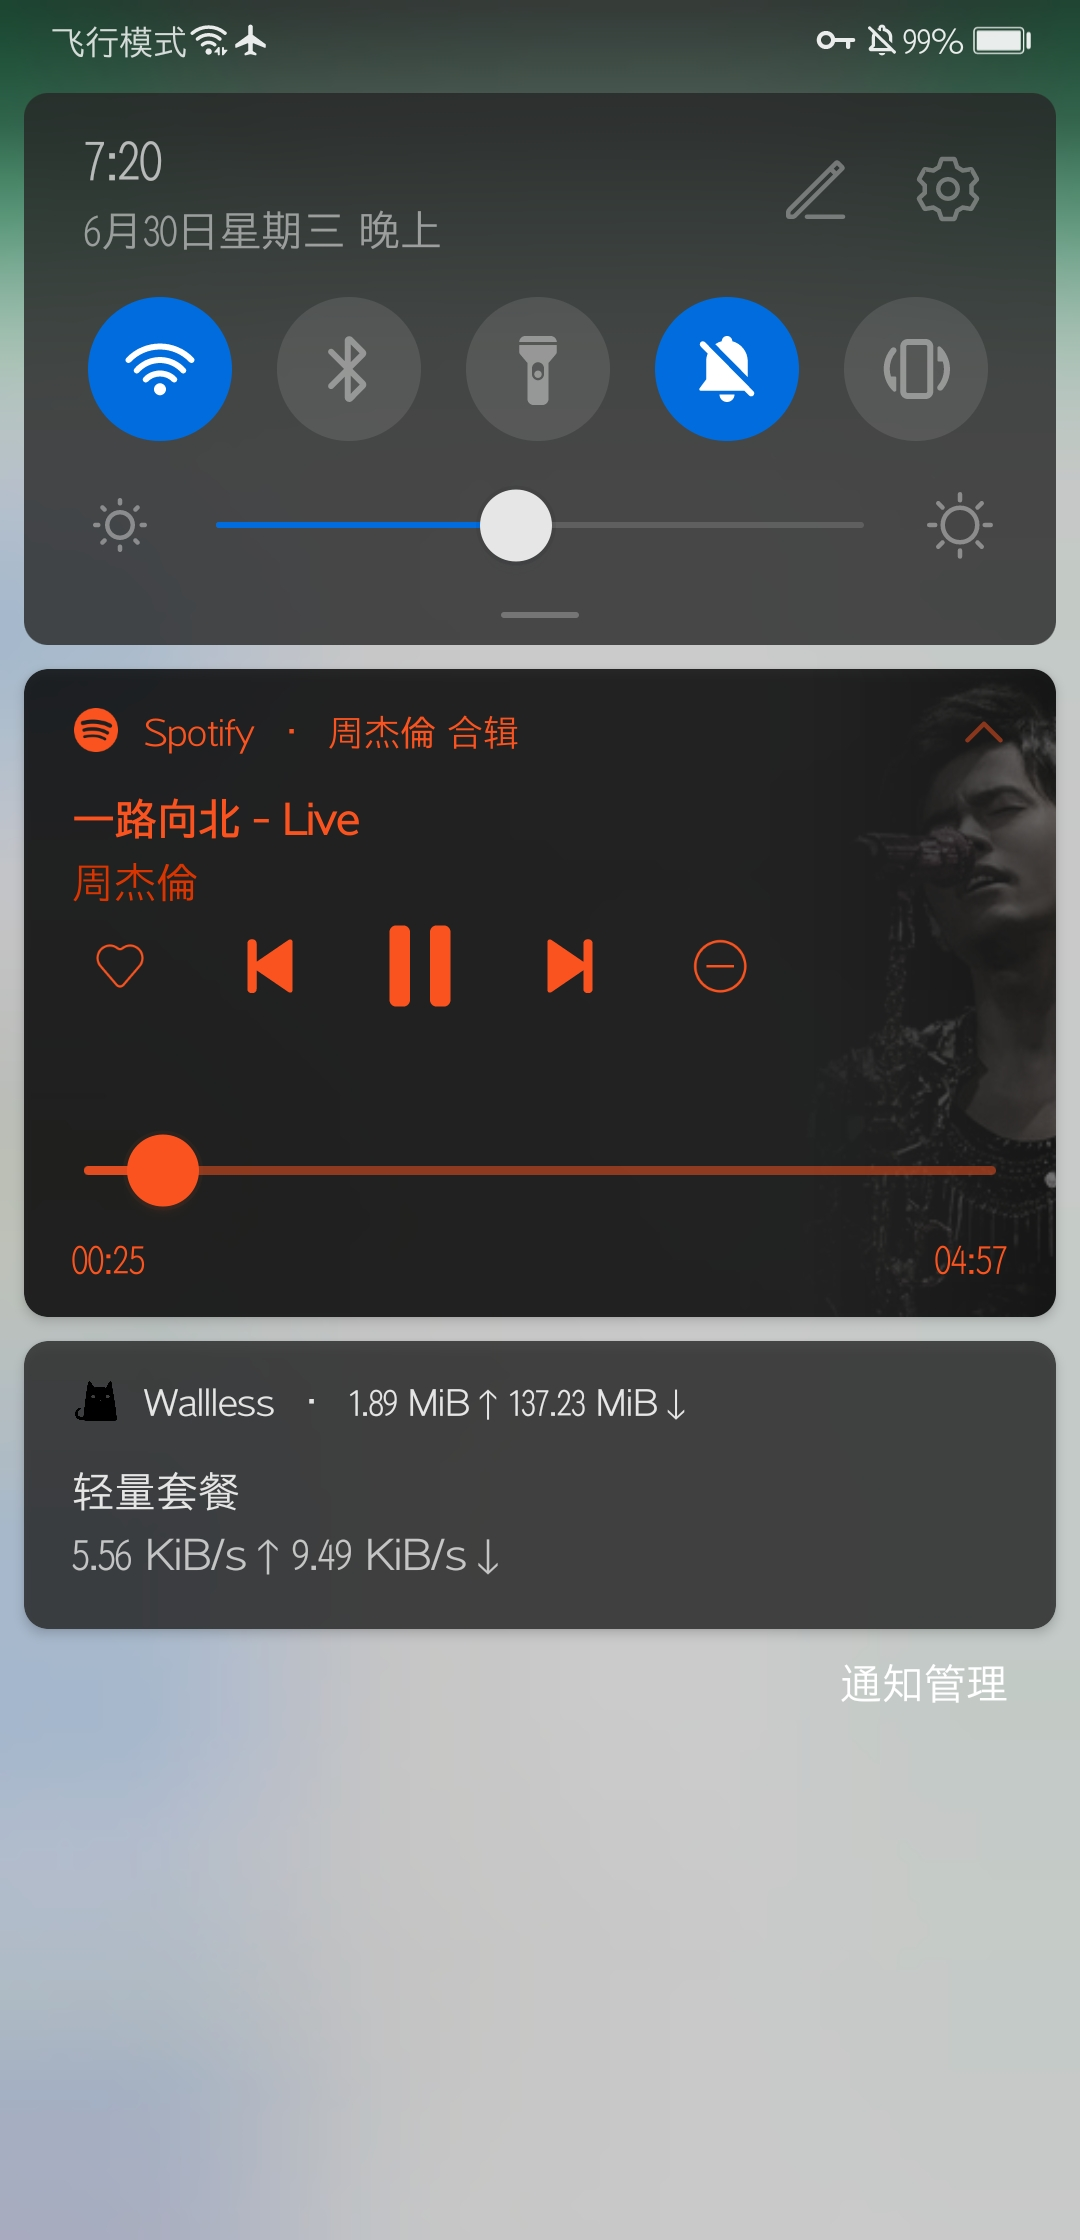 飞行模式 99%
7:20
6月30日星期三 晚上
Spotify · 周杰倫 合辑
一路向北 - Live
周杰倫
00:25 04:57
Wallless · 1.89 MiB↑ 137.23 MiB↓
轻量套餐
5.56 KiB/s↑ 9.49 KiB/s↓
通知管理